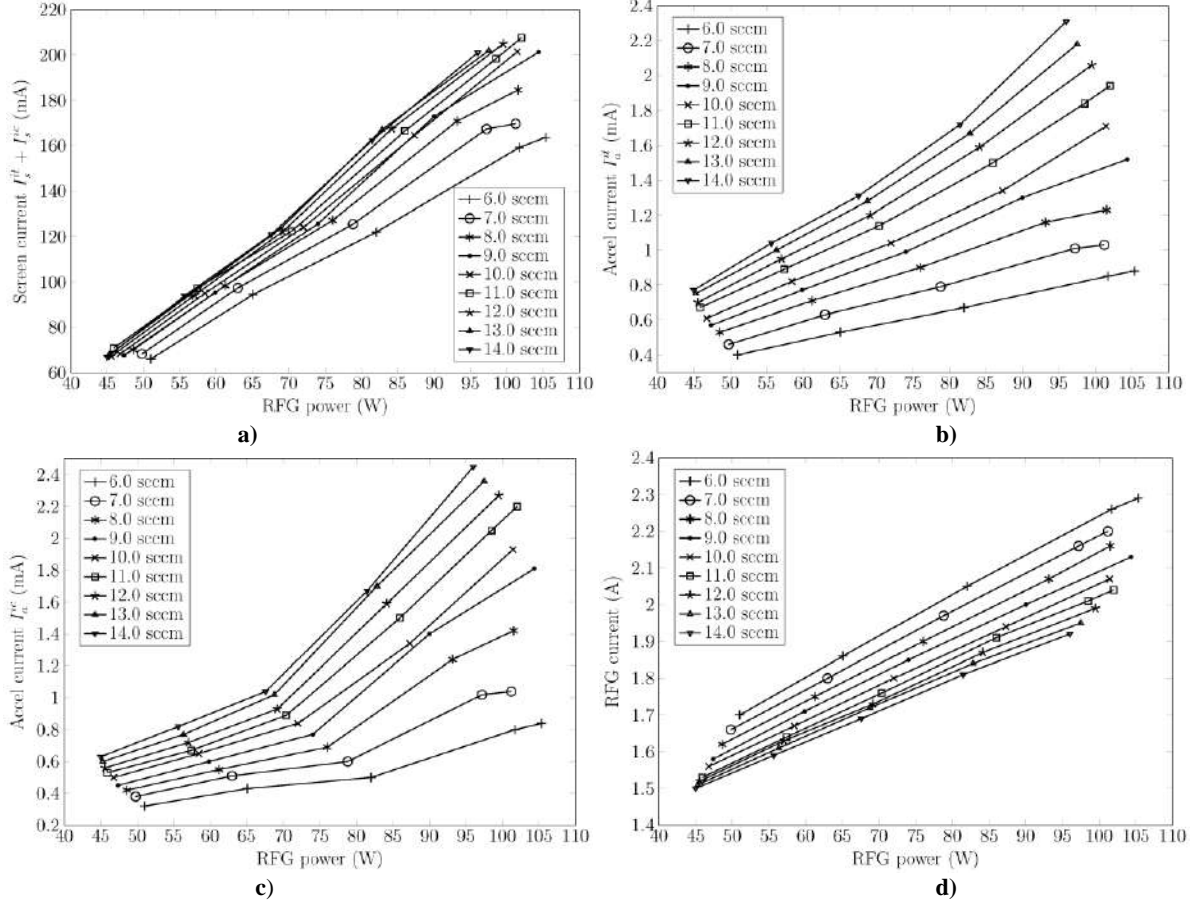 220
200
180
160
140
120
100
80
60
Screen current I_s^{it} + I_s^{ic} (mA)
6.0 sccm
7.0 sccm
8.0 sccm
9.0 sccm
10.0 sccm
11.0 sccm
12.0 sccm
13.0 sccm
14.0 sccm
40 45 50 55 60 65 70 75 80 85 90 95 100 105 110
RFG power (W)
a)
2.4
2.2
2
1.8
1.6
1.4
1.2
1
0.8
0.6
0.4
Accel current I_a^{it} (mA)
6.0 sccm
7.0 sccm
8.0 sccm
9.0 sccm
10.0 sccm
11.0 sccm
12.0 sccm
13.0 sccm
14.0 sccm
40 45 50 55 60 65 70 75 80 85 90 95 100 105 110
RFG power (W)
b)
2.4
2.2
2
1.8
1.6
1.4
1.2
1
0.8
0.6
0.4
0.2
Accel current I_a^{ic} (mA)
6.0 sccm
7.0 sccm
8.0 sccm
9.0 sccm
10.0 sccm
11.0 sccm
12.0 sccm
13.0 sccm
14.0 sccm
40 45 50 55 60 65 70 75 80 85 90 95 100 105 110
RFG power (W)
c)
2.4
2.3
2.2
2.1
2
1.9
1.8
1.7
1.6
1.5
1.4
RFG current (A)
6.0 sccm
7.0 sccm
8.0 sccm
9.0 sccm
10.0 sccm
11.0 sccm
12.0 sccm
13.0 sccm
14.0 sccm
40 45 50 55 60 65 70 75 80 85 90 95 100 105 110
RFG power (W)
d)